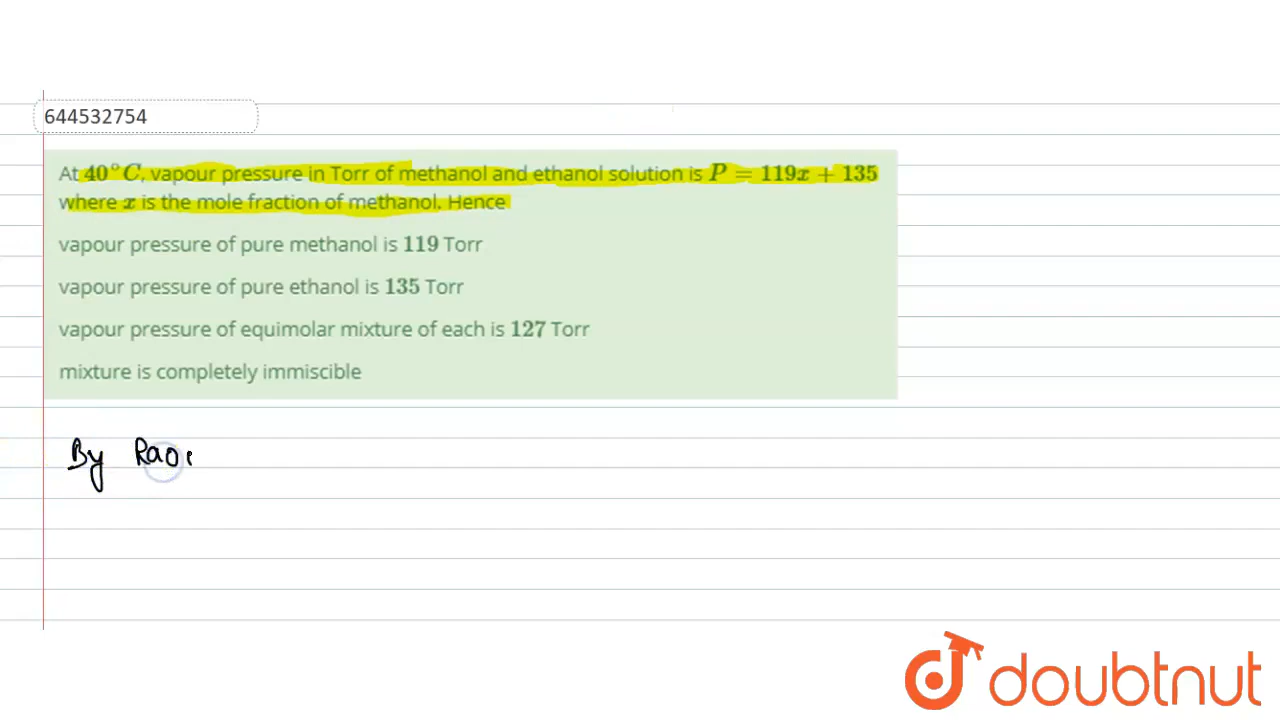 644532754
At 40°C, vapour pressure in Torr of methanol and ethanol solution is P = 119x + 135
where x is the mole fraction of methanol. Hence
vapour pressure of pure methanol is 119 Torr
vapour pressure of pure ethanol is 135 Torr
vapour pressure of equimolar mixture of each is 127 Torr
mixture is completely immiscible
By
doubtnut